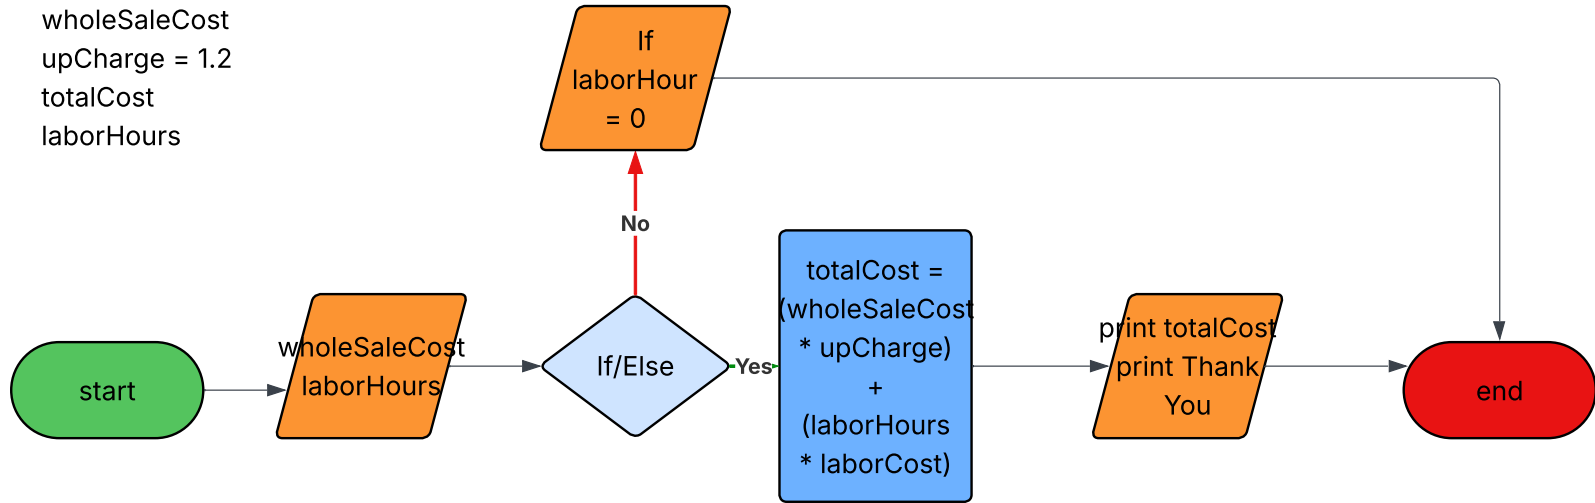 wholeSaleCost
upCharge = 1.2
totalCost
laborHours
If
laborHour
= 0
No
start
wholeSaleCost
laborHours
If/Else
Yes
totalCost =
(wholeSaleCost
* upCharge)
+
(laborHours
* laborCost)
print totalCost
print Thank
You
end